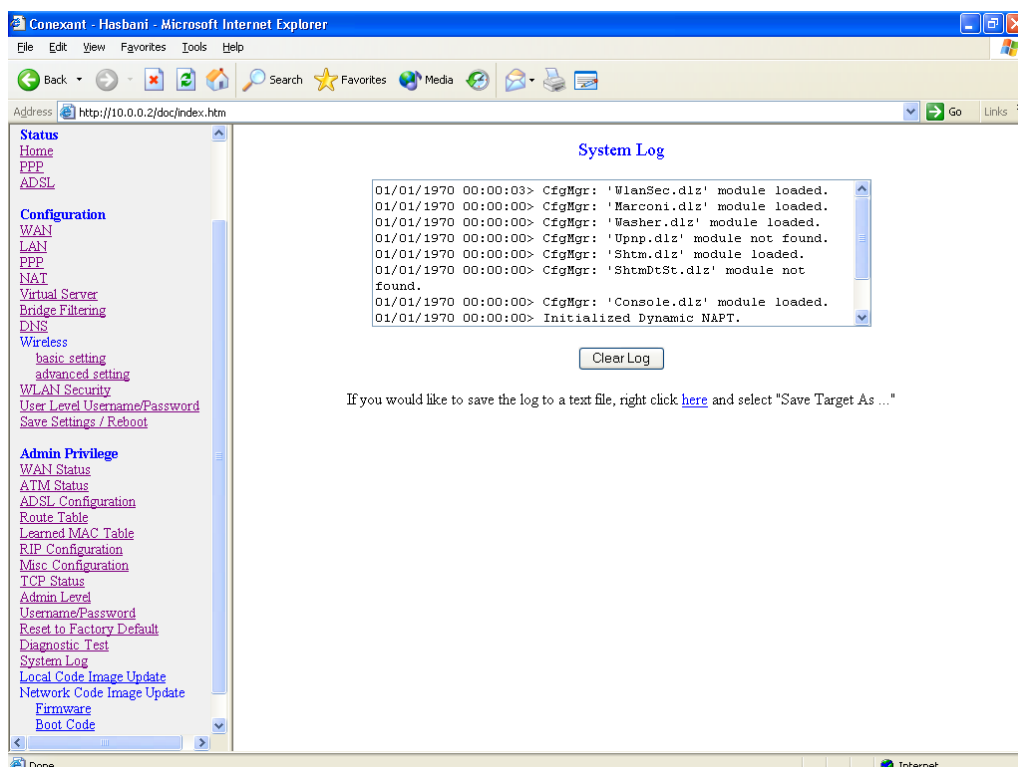 Conexant - Hasbani - Microsoft Internet Explorer
File Edit View Favorites Tools Help
Back Search Favorites Media
Address http://10.0.0.2/doc/index.htm Go Links
Status
Home
PPP
ADSL
Configuration
WAN
LAN
PPP
NAT
Virtual Server
Bridge Filtering
DNS
Wireless
basic setting
advanced setting
WLAN Security
User Level Username/Password
Save Settings / Reboot
Admin Privilege
WAN Status
ATM Status
ADSL Configuration
Route Table
Learned MAC Table
RIP Configuration
Misc Configuration
TCP Status
Admin Level
Username/Password
Reset to Factory Default
Diagnostic Test
System Log
Local Code Image Update
Network Code Image Update
Firmware
Boot Code
System Log
01/01/1970 00:00:03> CfgMgr: 'WlanSec.dlz' module loaded.
01/01/1970 00:00:00> CfgMgr: 'Marconi.dlz' module loaded.
01/01/1970 00:00:00> CfgMgr: 'Washer.dlz' module loaded.
01/01/1970 00:00:00> CfgMgr: 'Upnp.dlz' module not found.
01/01/1970 00:00:00> CfgMgr: 'Shtm.dlz' module loaded.
01/01/1970 00:00:00> CfgMgr: 'ShtmDtSt.dlz' module not
found.
01/01/1970 00:00:00> CfgMgr: 'Console.dlz' module loaded.
01/01/1970 00:00:00> Initialized Dynamic NAPT.
Clear Log
If you would like to save the log to a text file, right click here and select "Save Target As ..."
Done Internet